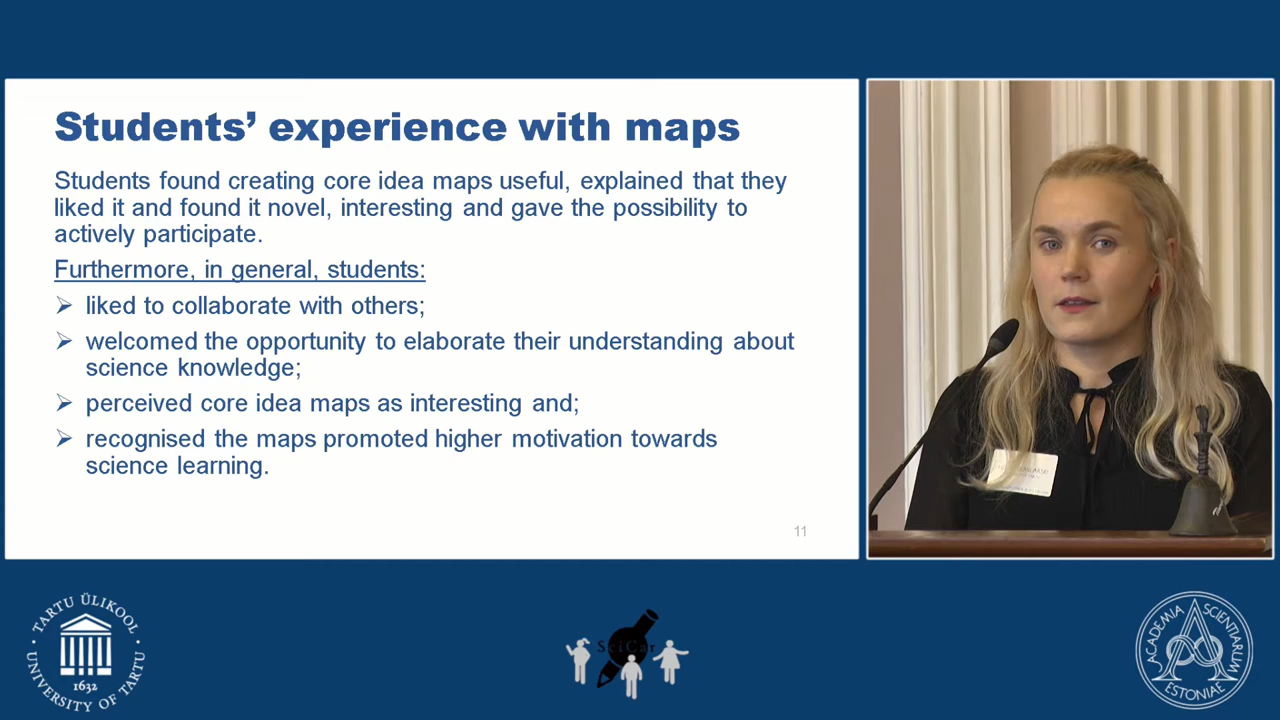 Students’ experience with maps
Students found creating core idea maps useful, explained that they
liked it and found it novel, interesting and gave the possibility to
actively participate.
Furthermore, in general, students:
➢ liked to collaborate with others;
➢ welcomed the opportunity to elaborate their understanding about
science knowledge;
➢ perceived core idea maps as interesting and;
➢ recognised the maps promoted higher motivation towards
science learning.
11
TARTU ÜLIKOOL
1632
UNIVERSITY OF TARTU
SciCar
ACADEMIA SCIENTIARUM
ESTONIAE